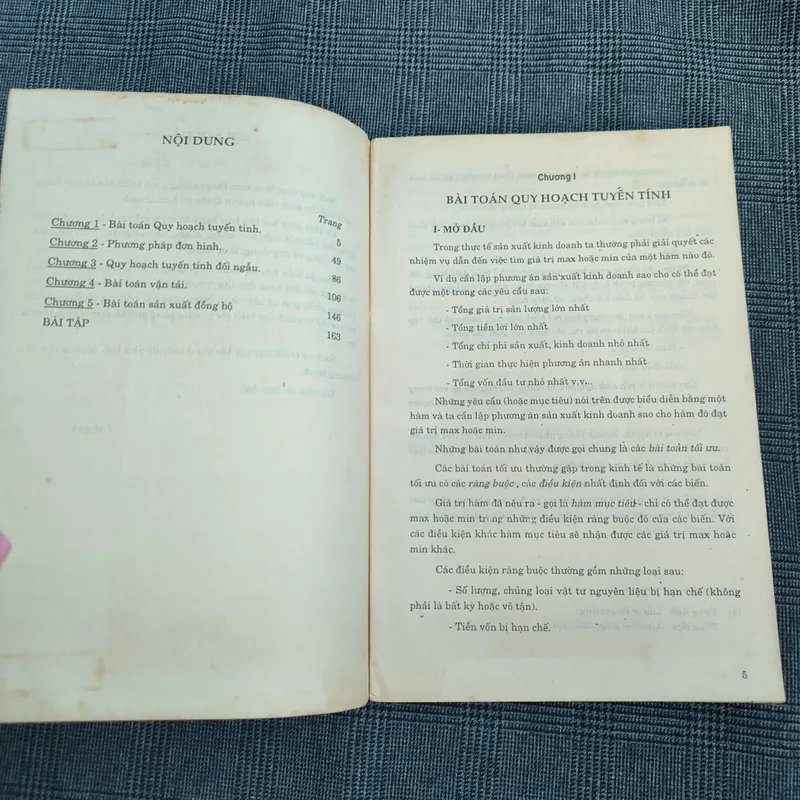 NỘI DUNG
Trang
Chương 1 - Bài toán Quy hoạch tuyến tính. 5
Chương 2 - Phương pháp đơn hình. 49
Chương 3 - Quy hoạch tuyến tính đối ngẫu. 86
Chương 4 - Bài toán vận tải. 106
Chương 5 - Bài toán sản xuất đồng bộ 146
BÀI TẬP 163
Chương I
BÀI TOÁN QUY HOẠCH TUYẾN TÍNH
I- MỞ ĐẦU
Trong thực tế sản xuất kinh doanh ta thường phải giải quyết các
nhiệm vụ dẫn đến việc tìm giá trị max hoặc min của một hàm nào đó.
Ví dụ cần lập phương án sản xuất kinh doanh sao cho có thể đạt
được một trong các yêu cầu sau:
- Tổng giá trị sản lượng lớn nhất
- Tổng tiền lời lớn nhất
- Tổng chi phí sản xuất, kinh doanh nhỏ nhất
- Thời gian thực hiện phương án nhanh nhất
- Tổng vốn đầu tư nhỏ nhất v.v...
Những yêu cầu (hoặc mục tiêu) nói trên được biểu diễn bằng một
hàm và ta cần lập phương án sản xuất kinh doanh sao cho hàm đó đạt
giá trị max hoặc min.
Những bài toán như vậy được gọi chung là các bài toán tối ưu.
Các bài toán tối ưu thường gặp trong kinh tế là những bài toán
tối ưu có các ràng buộc, các điều kiện nhất định đối với các biến.
Giá trị hàm đã nêu ra - gọi là hàm mục tiêu - chỉ có thể đạt được
max hoặc min trong những điều kiện ràng buộc đó của các biến. Với
các điều kiện khác hàm mục tiêu sẽ nhận được các giá trị max hoặc
min khác.
Các điều kiện ràng buộc thường gồm những loại sau:
- Số lượng, chủng loại vật tư nguyên liệu bị hạn chế (không
phải là bất kỳ hoặc vô tận).
- Tiền vốn bị hạn chế.
5